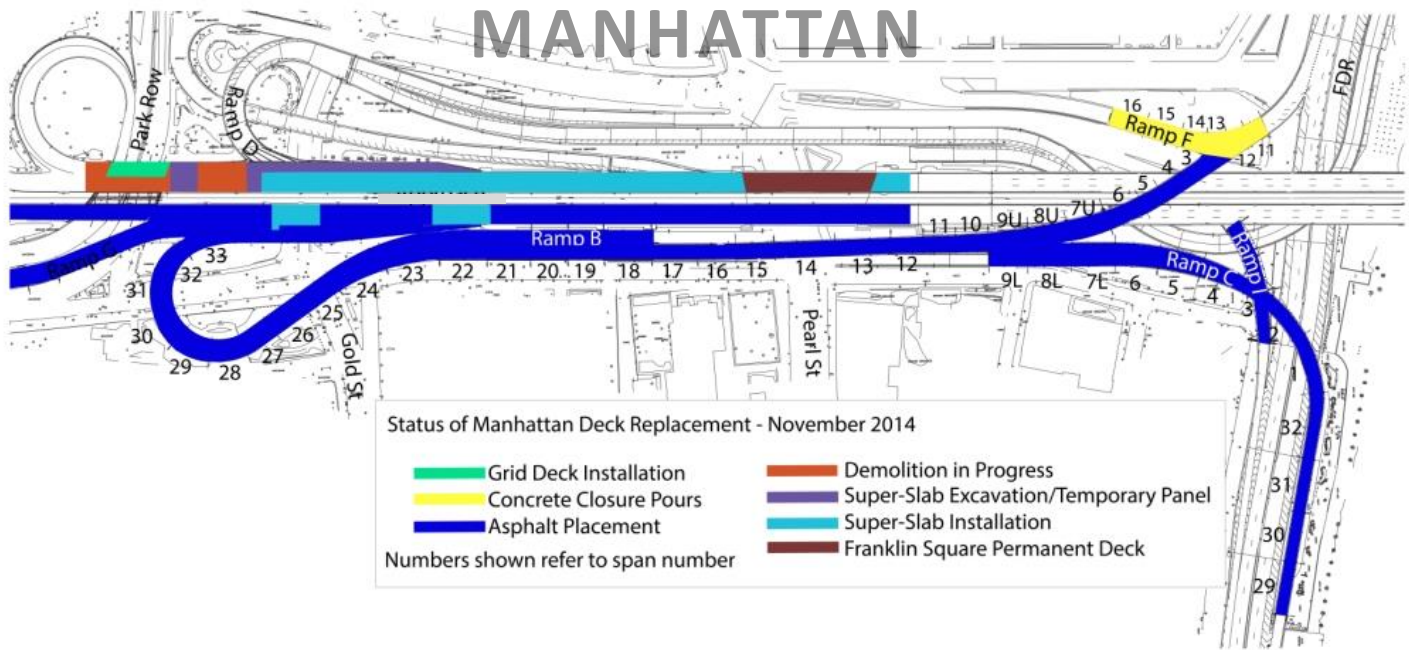 MANHATTAN
Park Row
Ramp D
FDR
16
15
1413
Ramp F
11
12
3
4
5
6
7U
8U
9U
10
11
Ramp B
33
32
31
30
29
28
27
26
25
24
23
22
21
20
19
18
17
16
15
14
13
12
9L
8L
7L
6
5
4
3
2
Ramp C
1
32
31
30
29
Gold St
Pearl St
Status of Manhattan Deck Replacement - November 2014
Grid Deck Installation
Concrete Closure Pours
Asphalt Placement
Numbers shown refer to span number
Demolition in Progress
Super-Slab Excavation/Temporary Panel
Super-Slab Installation
Franklin Square Permanent Deck